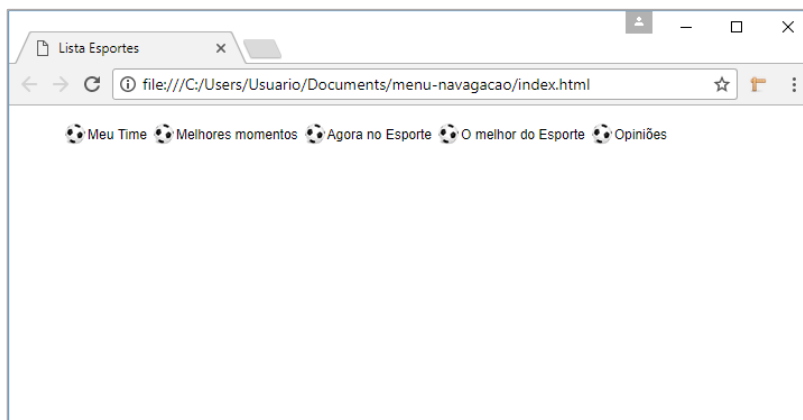 Lista Esportes
file:///C:/Users/Usuario/Documents/menu-navagacao/index.html
Meu Time Melhores momentos Agora no Esporte O melhor do Esporte Opiniões